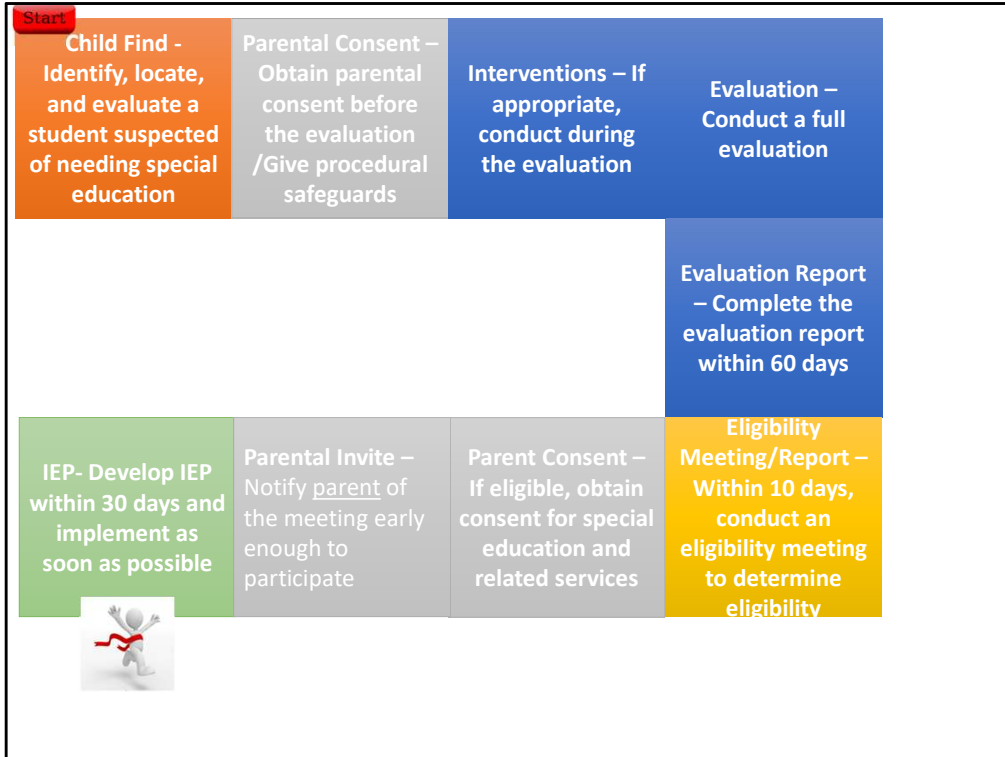 Start
Child Find -
Identify, locate,
and evaluate a
student suspected
of needing special
education
Parental Consent –
Obtain parental
consent before
the evaluation
/Give procedural
safeguards
Interventions – If
appropriate,
conduct during
the evaluation
Evaluation –
Conduct a full
evaluation
Evaluation Report
– Complete the
evaluation report
within 60 days
Eligibility
Meeting/Report –
Within 10 days,
conduct an
eligibility meeting
to determine
eligibility
Parent Consent –
If eligible, obtain
consent for special
education and
related services
Parental Invite –
Notify parent of
the meeting early
enough to
participate
IEP- Develop IEP
within 30 days and
implement as
soon as possible